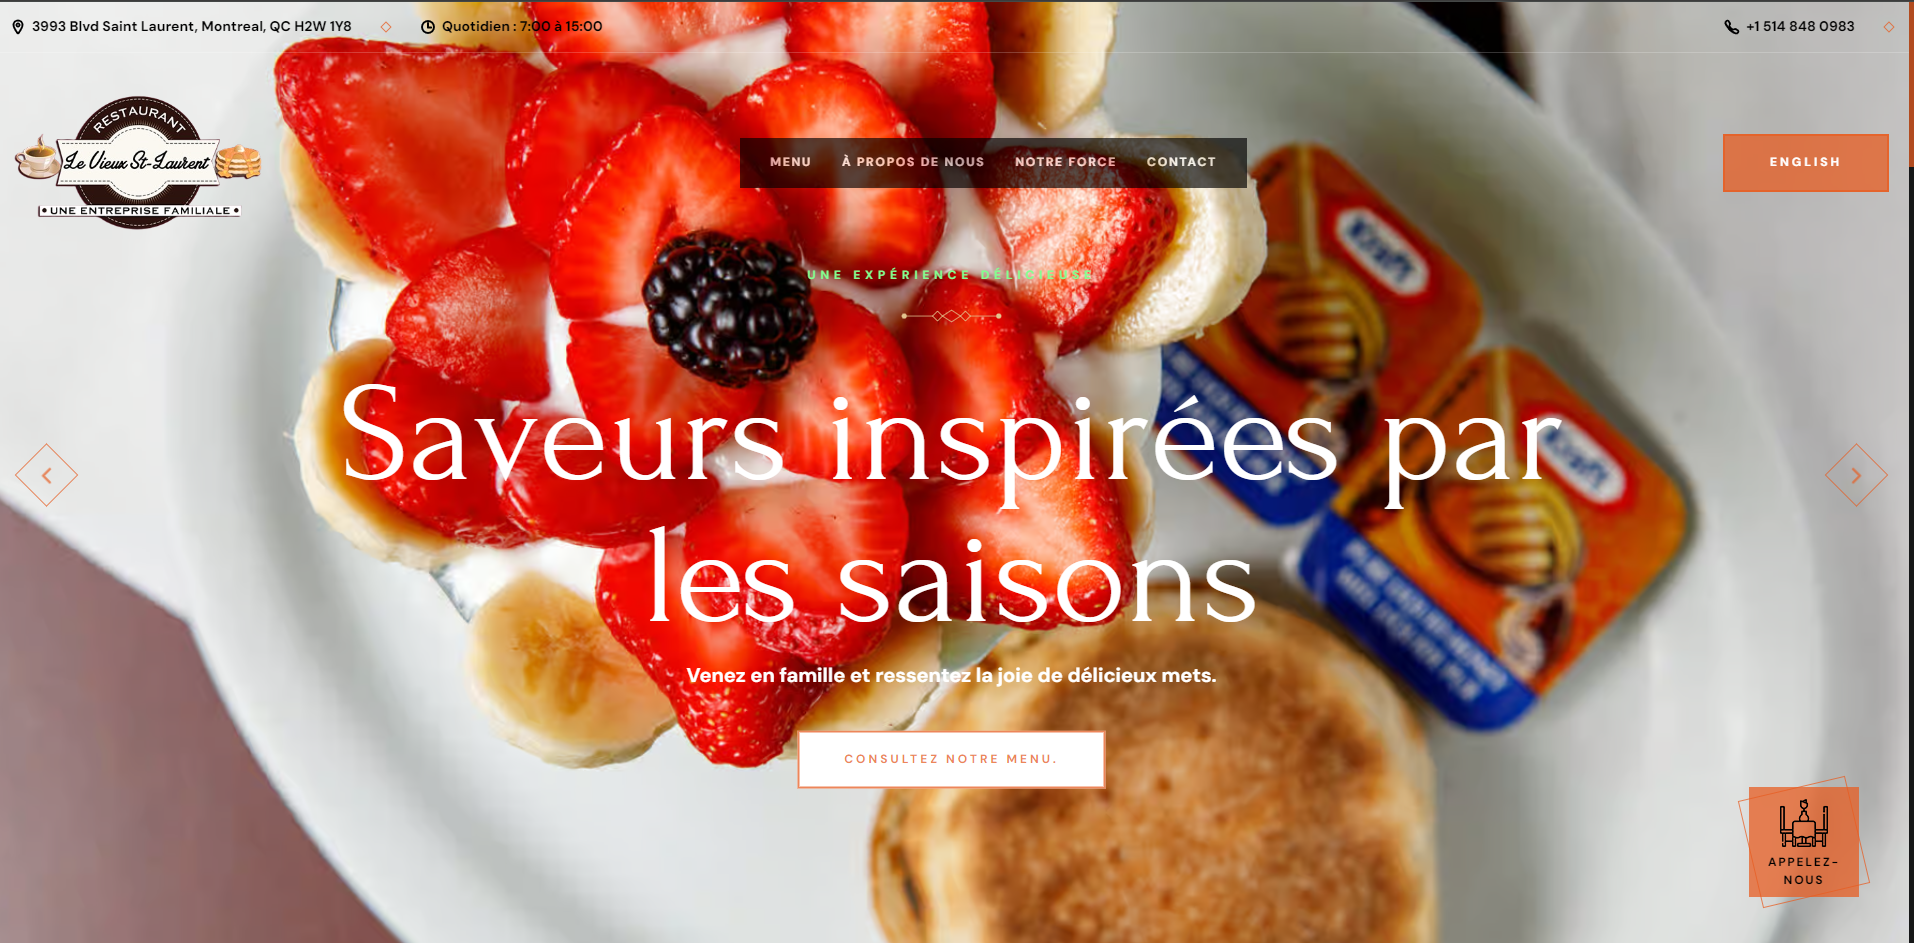 3993 Blvd Saint Laurent, Montreal, QC H2W 1Y8
Quotidien : 7:00 à 15:00
+1 514 848 0983
RESTAURANT
Le Vieux St-Laurent
• UNE ENTREPRISE FAMILIALE •
MENU
À PROPOS DE NOUS
NOTRE FORCE
CONTACT
ENGLISH
Kraft
UNE EXPÉRIENCE DÉLICIEUSE
Saveurs inspirées par
les saisons
Kraft
Venez en famille et ressentez la joie de délicieux mets.
CONSULTEZ NOTRE MENU.
APPELEZ-
NOUS